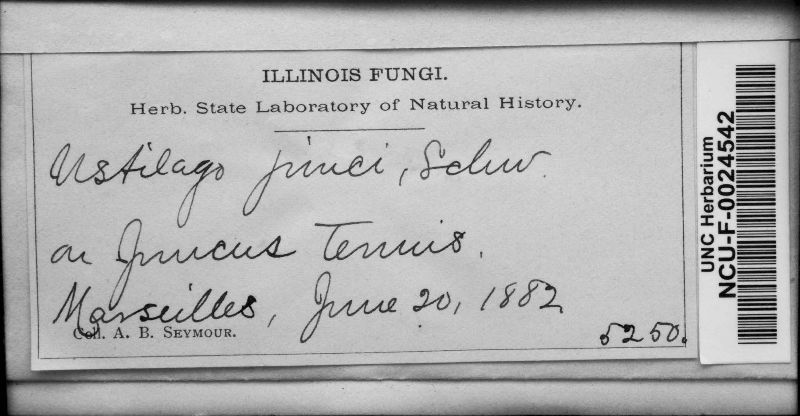 ILLINOIS FUNGI.
Herb. State Laboratory of Natural History.
Ustilago junci, Schw.
on Juncus tenuis.
Marseilles, June 20, 1882
Coll. A. B. SEYMOUR.
5250.
UNC Herbarium
NCU-F-0024542